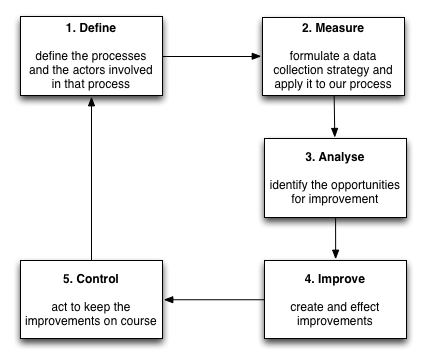 1. Define
define the processes
and the actors involved
in that process
2. Measure
formulate a data
collection strategy and
apply it to our process
3. Analyse
identify the opportunities
for improvement
4. Improve
create and effect
improvements
5. Control
act to keep the
improvements on course